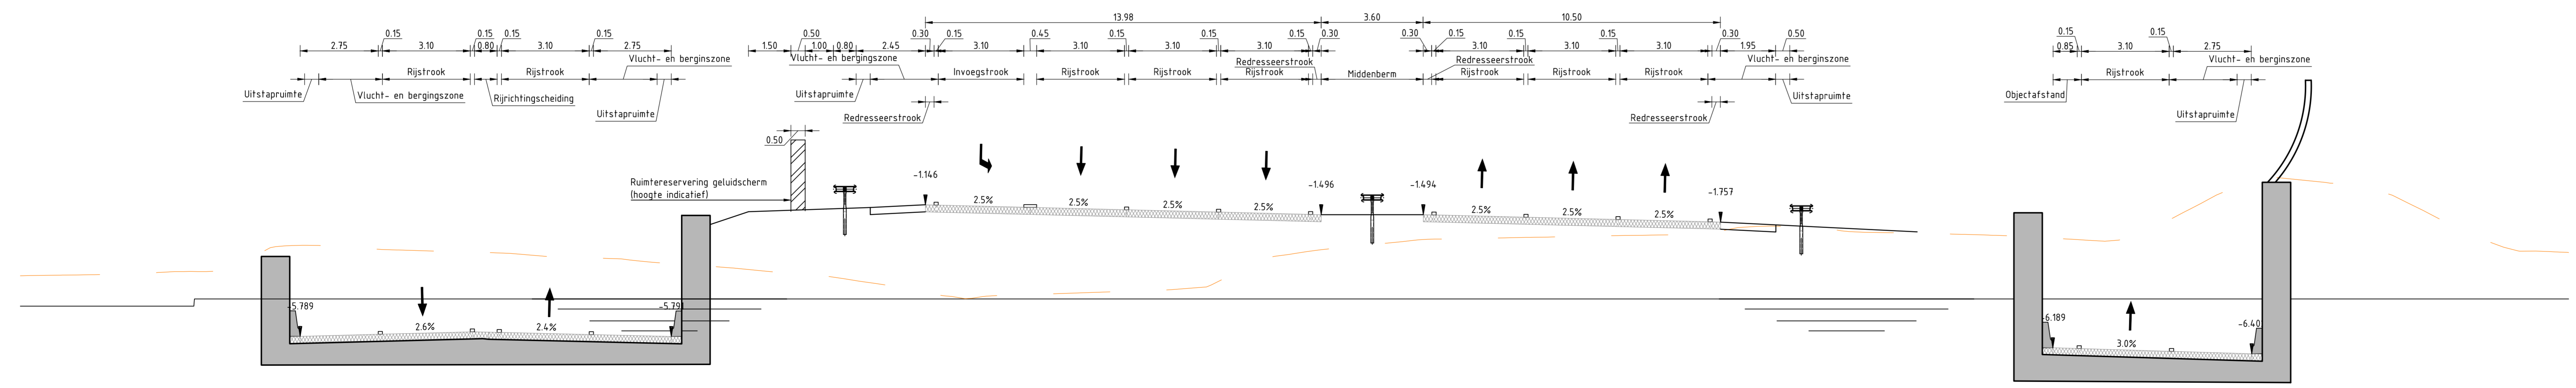 13.98 3.60 10.50
0.15 0.15 0.15 0.15 0.50 0.30 0.15 0.45 0.15 0.15 0.15 0.30 0.30 0.15 0.15 0.15 0.30 0.50 0.15 0.15
2.75 3.10 0.80 3.10 2.75 1.50 1.00 0.80 2.45 3.10 3.10 3.10 3.10 3.10 3.10 3.10 1.95 0.85 3.10 2.75
Vlucht- eh berginszone Vlucht- eh bergingszone Redresseerstrook Redresseerstrook Vlucht- eh bergingszone Vlucht- eh bergingszone
Rijstrook Rijstrook Invoegstrook Rijstrook Rijstrook Rijstrook Middenberm Rijstrook Rijstrook Rijstrook Rijstrook
Uitstapruimte Vlucht- en bergingszone Rijrichtingscheiding Uitstapruimte Uitstapruimte Objectafstand
Uitstapruimte Redresseerstrook Redresseerstrook Uitstapruimte
0.50
-1.146 -1.496 -1.494 -1.757
Ruimtereservering geluidscherm
(hoogte indicatief)
2.5% 2.5% 2.5% 2.5% 2.5% 2.5% 2.5%
-5.789 -5.791 -6.189 -6.40
2.6% 2.4% 3.0%